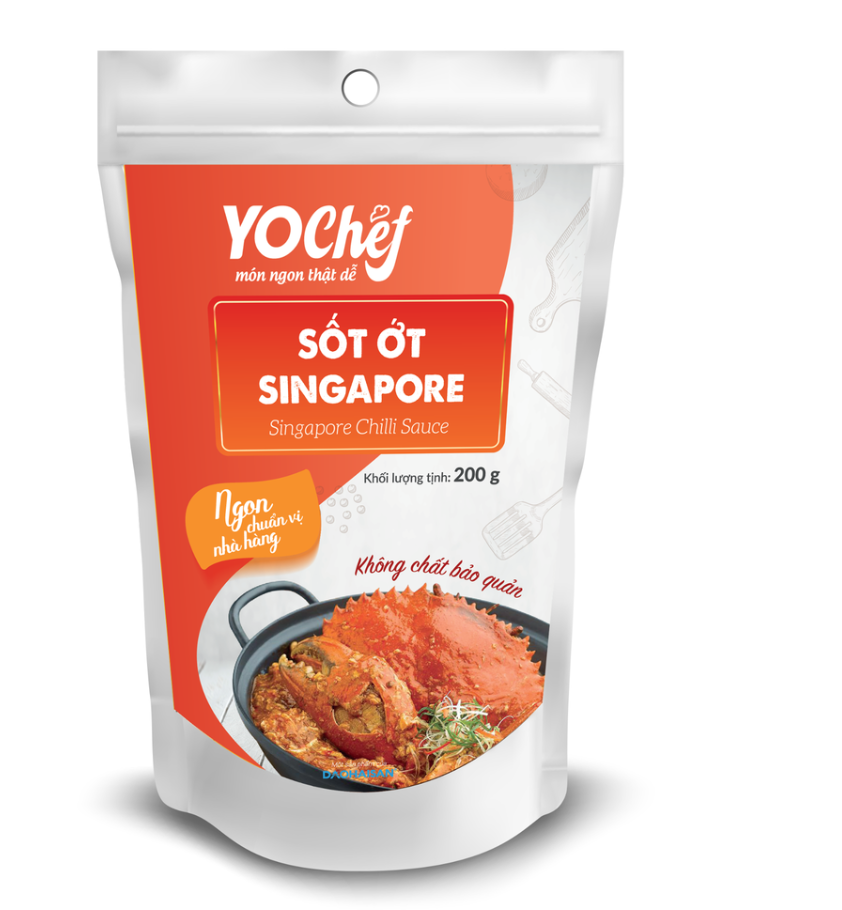 YOChef
món ngon thật dễ
SỐT ỚT
SINGAPORE
Singapore Chilli Sauce
Khối lượng tịnh: 200 g
Ngon
chuẩn vị
nhà hàng
Không chất bảo quản
DAOHAISAN